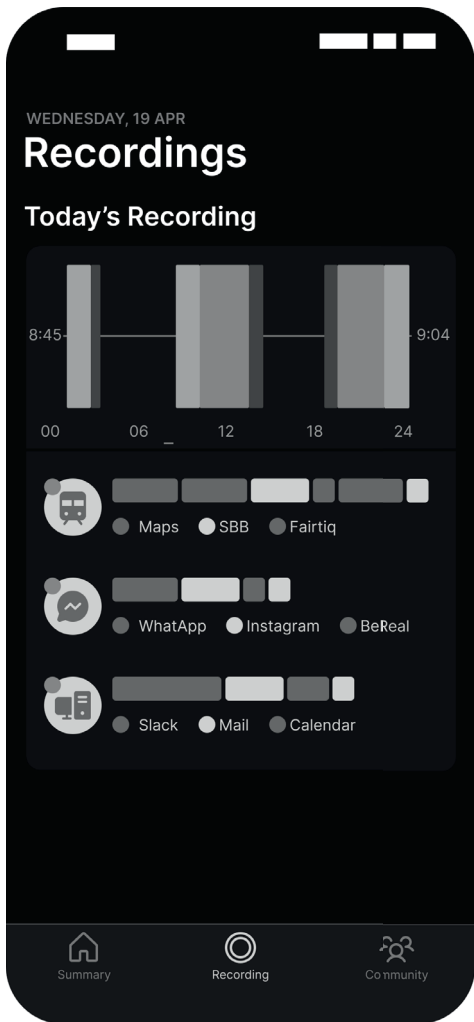 WEDNESDAY, 19 APR
Recordings
Today's Recording
8:45 9:04
00 06 _ 12 18 24
Maps SBB Fairtiq
WhatApp Instagram BeReal
Slack Mail Calendar
Summary Recording Community